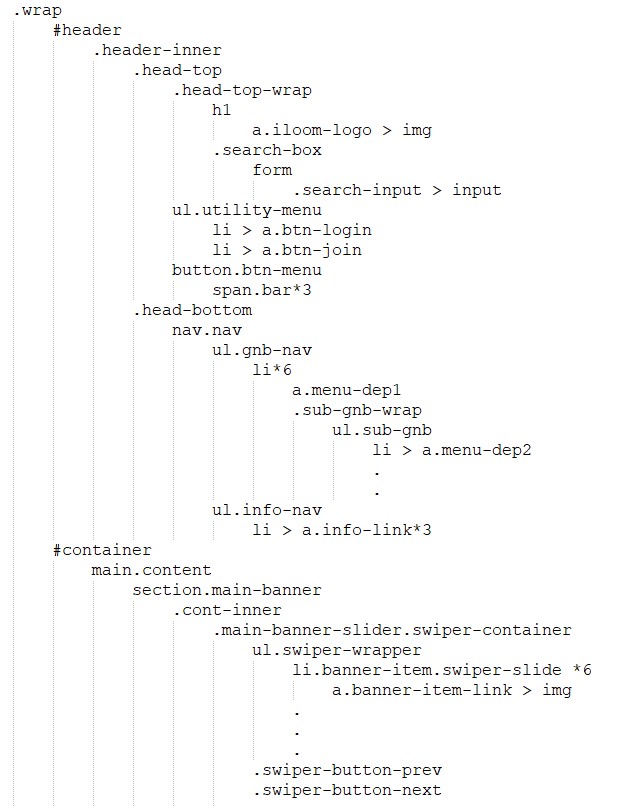 .wrap
#header
.header-inner
.head-top
.head-top-wrap
h1
a.iloom-logo > img
.search-box
form
.search-input > input
ul.utility-menu
li > a.btn-login
li > a.btn-join
button.btn-menu
span.bar*3
.head-bottom
nav.nav
ul.gnb-nav
li*6
a.menu-dep1
.sub-gnb-wrap
ul.sub-gnb
li > a.menu-dep2
.
.
ul.info-nav
li > a.info-link*3
#container
main.content
section.main-banner
.cont-inner
.main-banner-slider.swiper-container
ul.swiper-wrapper
li.banner-item.swiper-slide *6
a.banner-item-link > img
.
.
.
.swiper-button-prev
.swiper-button-next